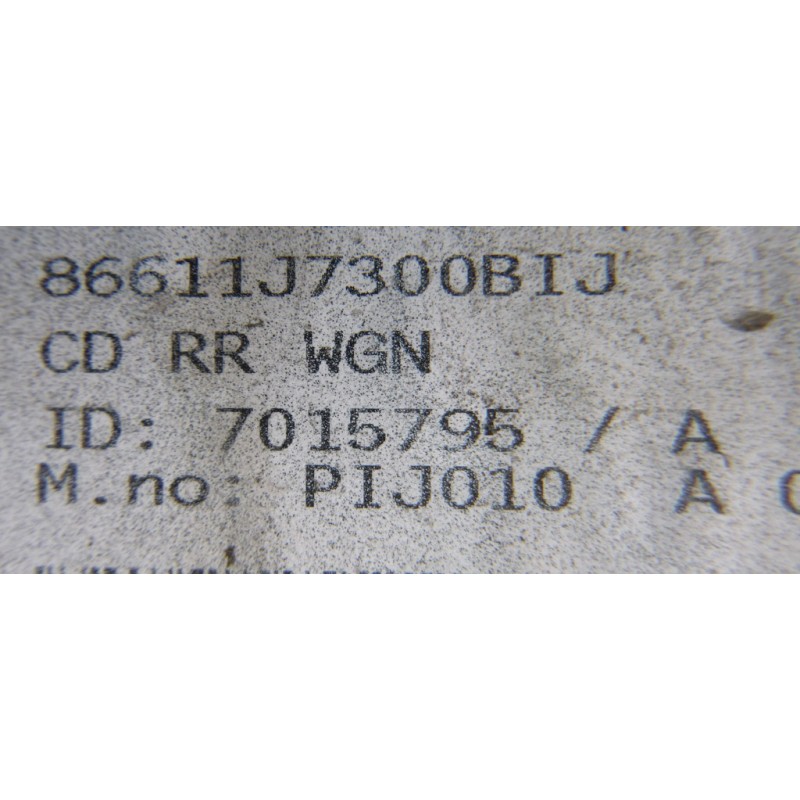 86611J7300BIJ
CD RR WGN
ID: 7015795 / A
M.no: PIJ010 A